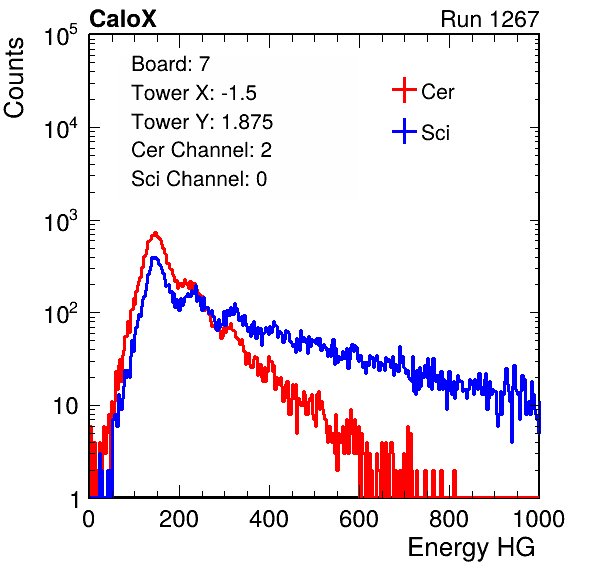 CaloX Run 1267
Counts
Board: 7
Tower X: -1.5
Tower Y: 1.875
Cer Channel: 2
Sci Channel: 0
Cer
Sci
10^5
10^4
10^3
10^2
10
1
0 200 400 600 800 1000
Energy HG